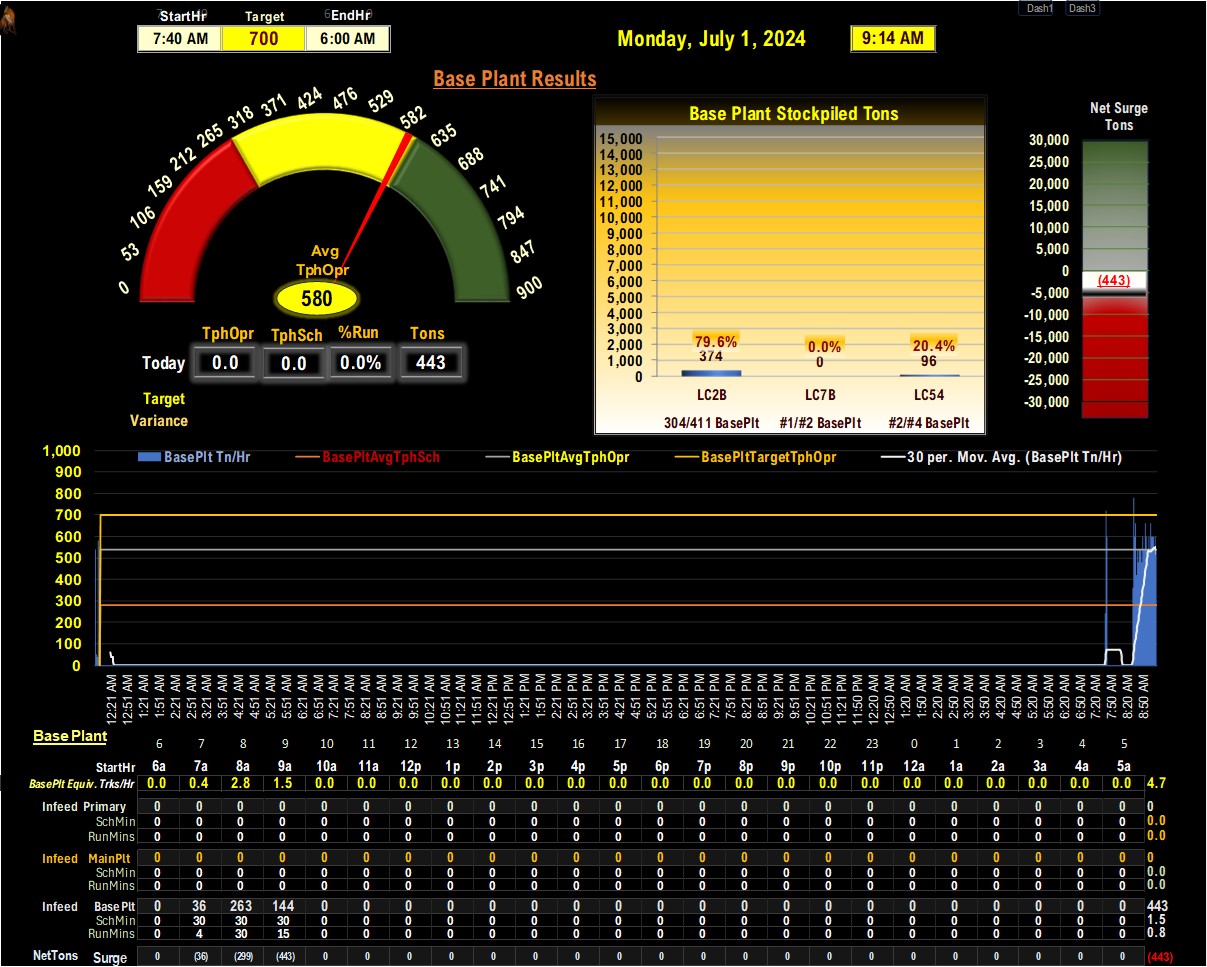 Dash1 Dash3
StartHr Target EndHr
7:40 AM 700 6:00 AM
Monday, July 1, 2024 9:14 AM
Base Plant Results
0 53 106 159 212 265 318 371 424 476 529 582 635 688 741 794 847 900
Avg
TphOpr
580
TphOpr TphSch %Run Tons
Today 0.0 0.0 0.0% 443
Target
Variance
Base Plant Stockpiled Tons
15,000
14,000
13,000
12,000
11,000
10,000
9,000
8,000
7,000
6,000
5,000
4,000
3,000
2,000
1,000
0
79.6% 0.0% 20.4%
374 0 96
LC2B LC7B LC54
304/411 BasePlt #1/#2 BasePlt #2/#4 BasePlt
Net Surge
Tons
30,000
25,000
20,000
15,000
10,000
5,000
0
(443)
-5,000
-10,000
-15,000
-20,000
-25,000
-30,000
BasePlt Tn/Hr BasePltAvgTphSch BasePltAvgTphOpr BasePltTargetTphOpr 30 per. Mov. Avg. (BasePlt Tn/Hr)
1,000
900
800
700
600
500
400
300
200
100
0
12:21 AM 12:51 AM 1:21 AM 1:51 AM 2:21 AM 2:51 AM 3:21 AM 3:51 AM 4:21 AM 4:51 AM 5:21 AM 5:51 AM 6:21 AM 6:51 AM 7:21 AM 7:51 AM 8:21 AM 8:51 AM 9:21 AM 9:51 AM 10:21 AM 10:51 AM 11:21 AM 11:51 AM 12:21 PM 12:51 PM 1:21 PM 1:51 PM 2:21 PM 2:51 PM 3:21 PM 3:51 PM 4:21 PM 4:51 PM 5:21 PM 5:51 PM 6:21 PM 6:51 PM 7:21 PM 7:51 PM 8:21 PM 8:51 PM 9:21 PM 9:51 PM 10:21 PM 10:51 PM 11:21 PM 11:50 PM 12:20 AM 12:50 AM 1:20 AM 1:50 AM 2:20 AM 2:50 AM 3:20 AM 3:50 AM 4:20 AM 4:50 AM 5:20 AM 5:50 AM 6:20 AM 6:50 AM 7:20 AM 7:50 AM 8:20 AM 8:50 AM
Base Plant
6 7 8 9 10 11 12 13 14 15 16 17 18 19 20 21 22 23 0 1 2 3 4 5
StartHr 6a 7a 8a 9a 10a 11a 12p 1p 2p 3p 4p 5p 6p 7p 8p 9p 10p 11p 12a 1a 2a 3a 4a 5a
BasePlt Equiv. Trks/Hr 0.0 0.4 2.8 1.5 0.0 0.0 0.0 0.0 0.0 0.0 0.0 0.0 0.0 0.0 0.0 0.0 0.0 0.0 0.0 0.0 0.0 0.0 0.0 0.0 4.7
Infeed Primary 0 0 0 0 0 0 0 0 0 0 0 0 0 0 0 0 0 0 0 0 0 0 0 0 0
SchMin 0 0 0 0 0 0 0 0 0 0 0 0 0 0 0 0 0 0 0 0 0 0 0 0 0.0
RunMins 0 0 0 0 0 0 0 0 0 0 0 0 0 0 0 0 0 0 0 0 0 0 0 0 0.0
Infeed MainPlt 0 0 0 0 0 0 0 0 0 0 0 0 0 0 0 0 0 0 0 0 0 0 0 0 0
SchMin 0 0 0 0 0 0 0 0 0 0 0 0 0 0 0 0 0 0 0 0 0 0 0 0 0.0
RunMins 0 0 0 0 0 0 0 0 0 0 0 0 0 0 0 0 0 0 0 0 0 0 0 0 0.0
Infeed BasePlt 0 36 263 144 0 0 0 0 0 0 0 0 0 0 0 0 0 0 0 0 0 0 0 0 443
SchMin 0 30 30 30 0 0 0 0 0 0 0 0 0 0 0 0 0 0 0 0 0 0 0 0 1.5
RunMins 0 4 30 15 0 0 0 0 0 0 0 0 0 0 0 0 0 0 0 0 0 0 0 0 0.8
NetTons Surge 0 (36) (299) (443) 0 0 0 0 0 0 0 0 0 0 0 0 0 0 0 0 0 0 0 0 (443)